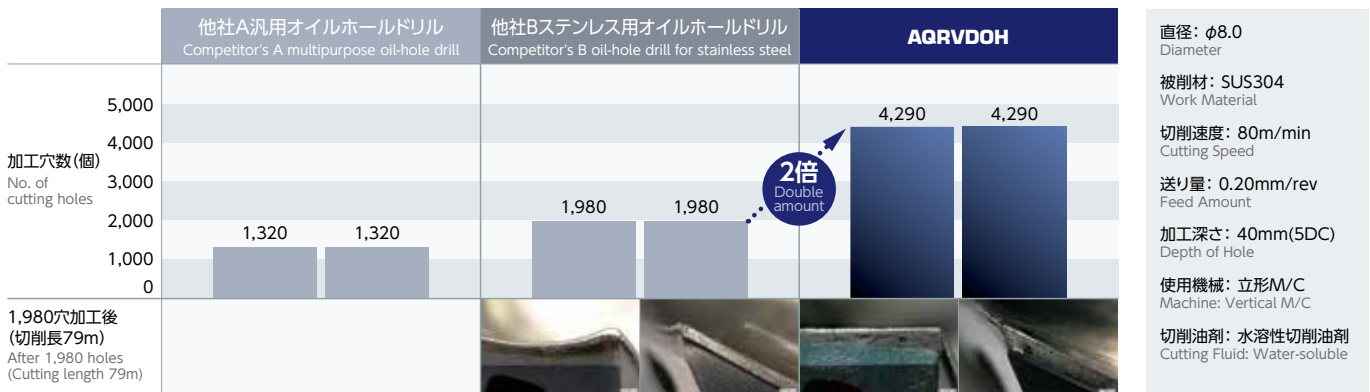 他社A汎用オイルホールドリル
Competitor's A multipurpose oil-hole drill
他社Bステンレス用オイルホールドリル
Competitor's B oil-hole drill for stainless steel
AQRVDOH
加工穴数(個)
No. of
cutting holes
5,000
4,000
3,000
2,000
1,000
0
1,320
1,320
1,980
1,980
2倍
Double
amount
4,290
4,290
1,980穴加工後
(切削長79m)
After 1,980 holes
(Cutting length 79m)
直径：φ8.0
Diameter
被削材：SUS304
Work Material
切削速度：80m/min
Cutting Speed
送り量：0.20mm/rev
Feed Amount
加工深さ：40mm(5DC)
Depth of Hole
使用機械：立形M/C
Machine: Vertical M/C
切削油剤：水溶性切削油剤
Cutting Fluid: Water-soluble